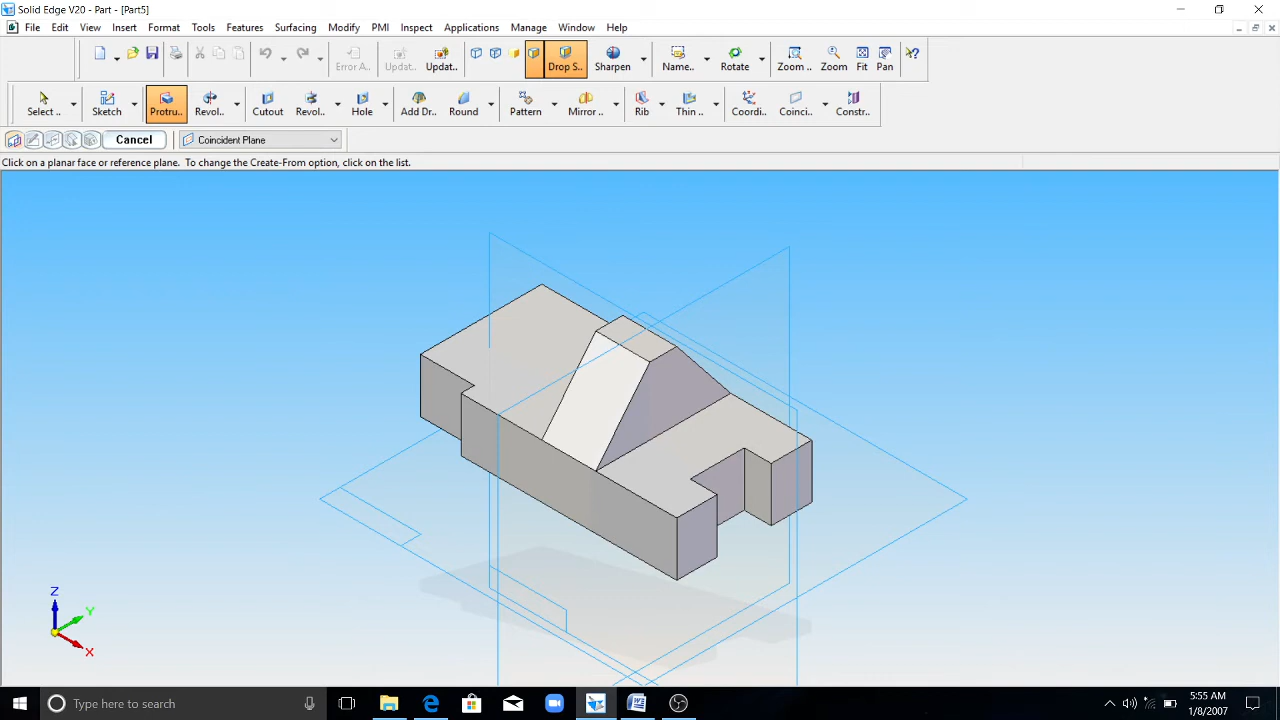 Solid Edge V20 - Part - [Part5]
File Edit View Insert Format Tools Features Surfacing Modify PMI Inspect Applications Manage Window Help
Error A.. Updat.. Updat.. Drop S.. Sharpen Name.. Rotate Zoom .. Zoom Fit Pan
Select .. Sketch Protru.. Revol.. Cutout Revol.. Hole Add Dr.. Round Pattern Mirror .. Rib Thin .. Coordi.. Coinci.. Constr..
Cancel Coincident Plane
Click on a planar face or reference plane. To change the Create-From option, click on the list.
Z
Y
X
Type here to search
5:55 AM
1/8/2007